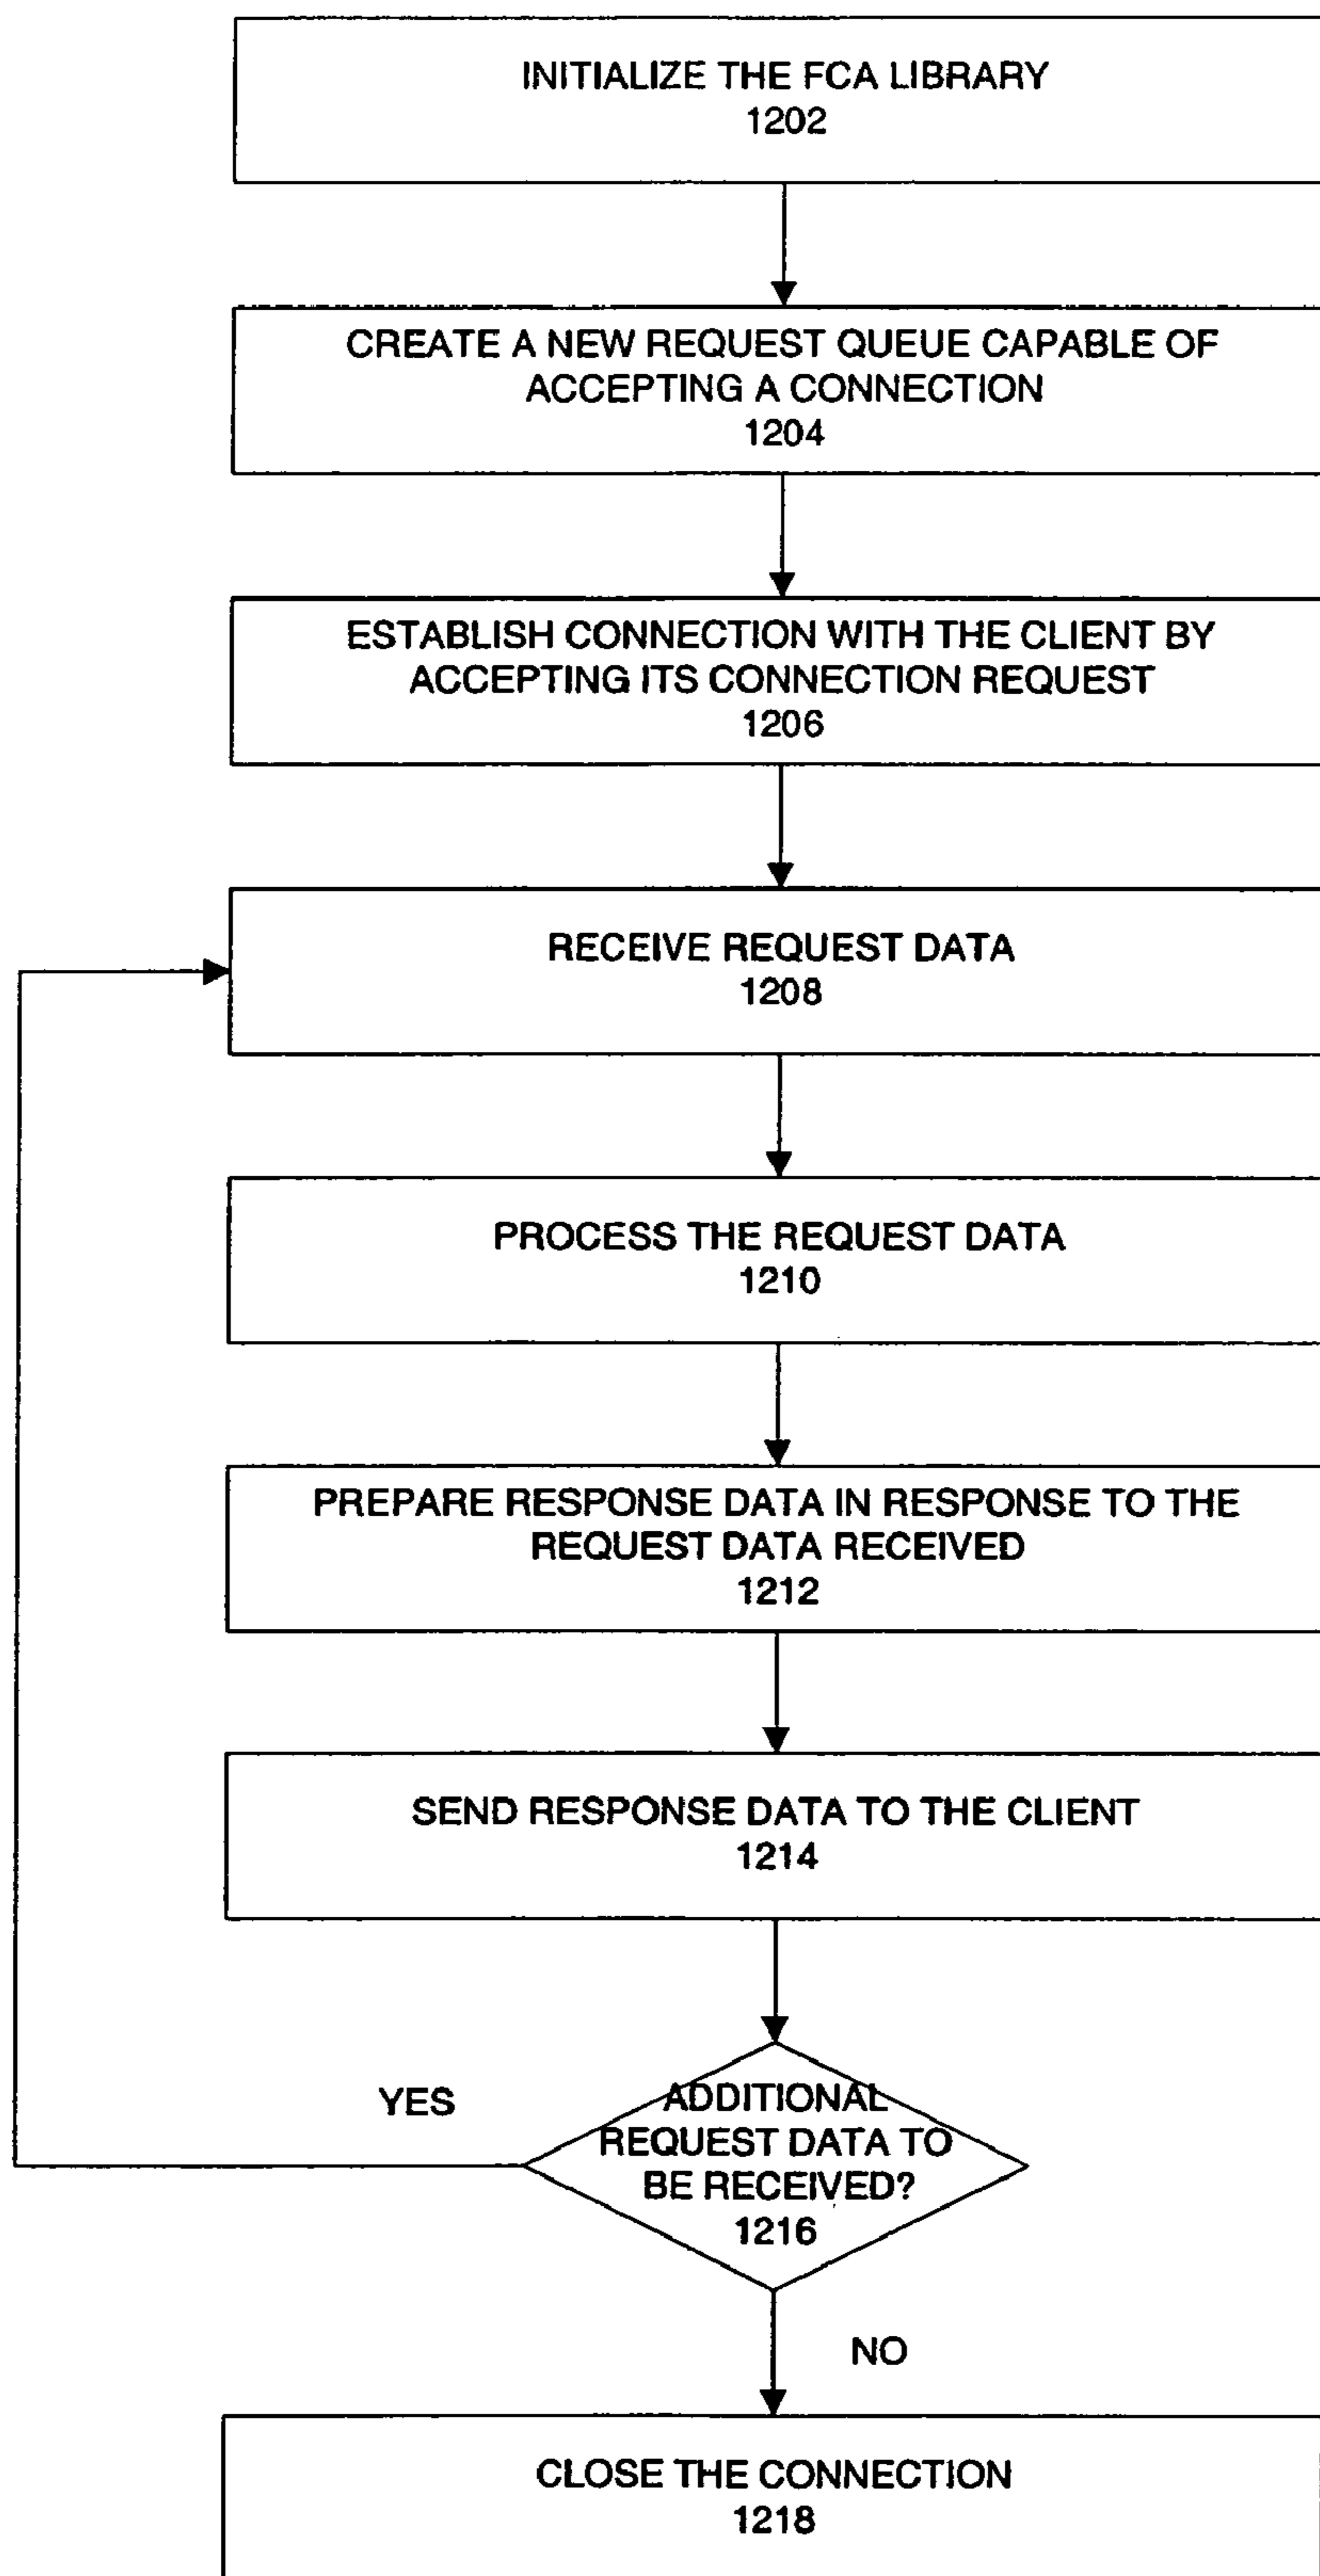 INITIALIZE THE FCA LIBRARY
1202
CREATE A NEW REQUEST QUEUE CAPABLE OF
ACCEPTING A CONNECTION
1204
ESTABLISH CONNECTION WITH THE CLIENT BY
ACCEPTING ITS CONNECTION REQUEST
1206
RECEIVE REQUEST DATA
1208
PROCESS THE REQUEST DATA
1210
PREPARE RESPONSE DATA IN RESPONSE TO THE
REQUEST DATA RECEIVED
1212
SEND RESPONSE DATA TO THE CLIENT
1214
YES
ADDITIONAL
REQUEST DATA TO
BE RECEIVED?
1216
NO
CLOSE THE CONNECTION
1218